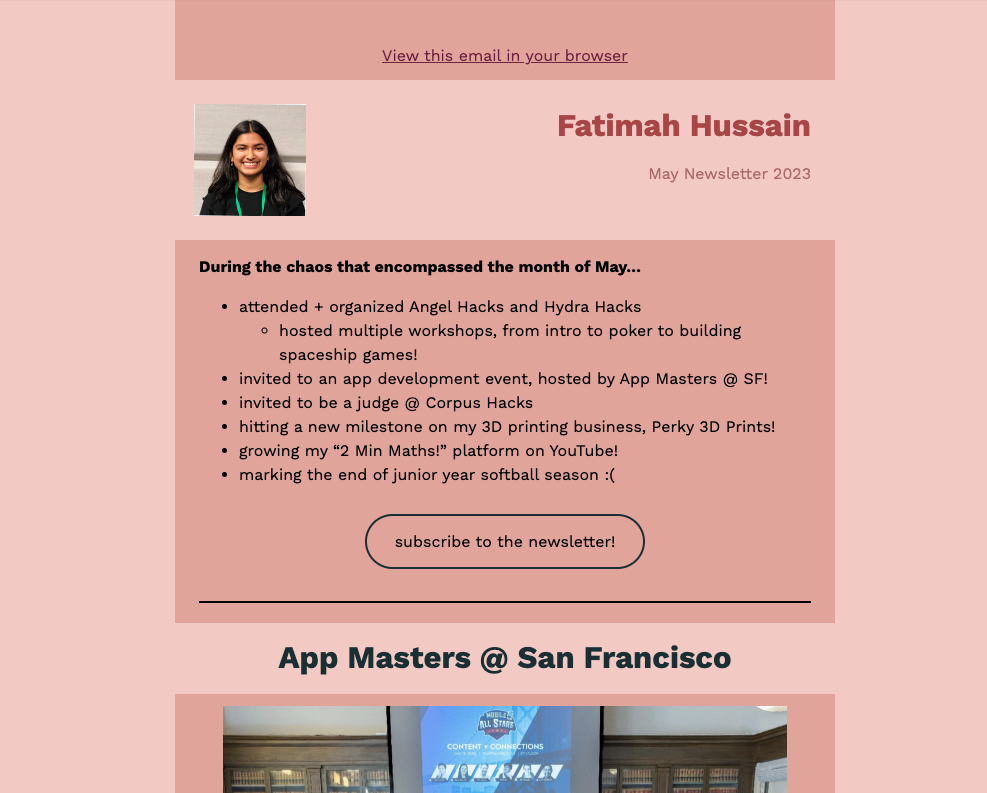 View this email in your browser
Fatimah Hussain
May Newsletter 2023
During the chaos that encompassed the month of May...
attended + organized Angel Hacks and Hydra Hacks
hosted multiple workshops, from intro to poker to building
spaceship games!
invited to an app development event, hosted by App Masters @ SF!
invited to be a judge @ Corpus Hacks
hitting a new milestone on my 3D printing business, Perky 3D Prints!
growing my “2 Min Maths!” platform on YouTube!
marking the end of junior year softball season :(
subscribe to the newsletter!
App Masters @ San Francisco
MOBILE
ALL STARS
CONTENT + CONNECTIONS